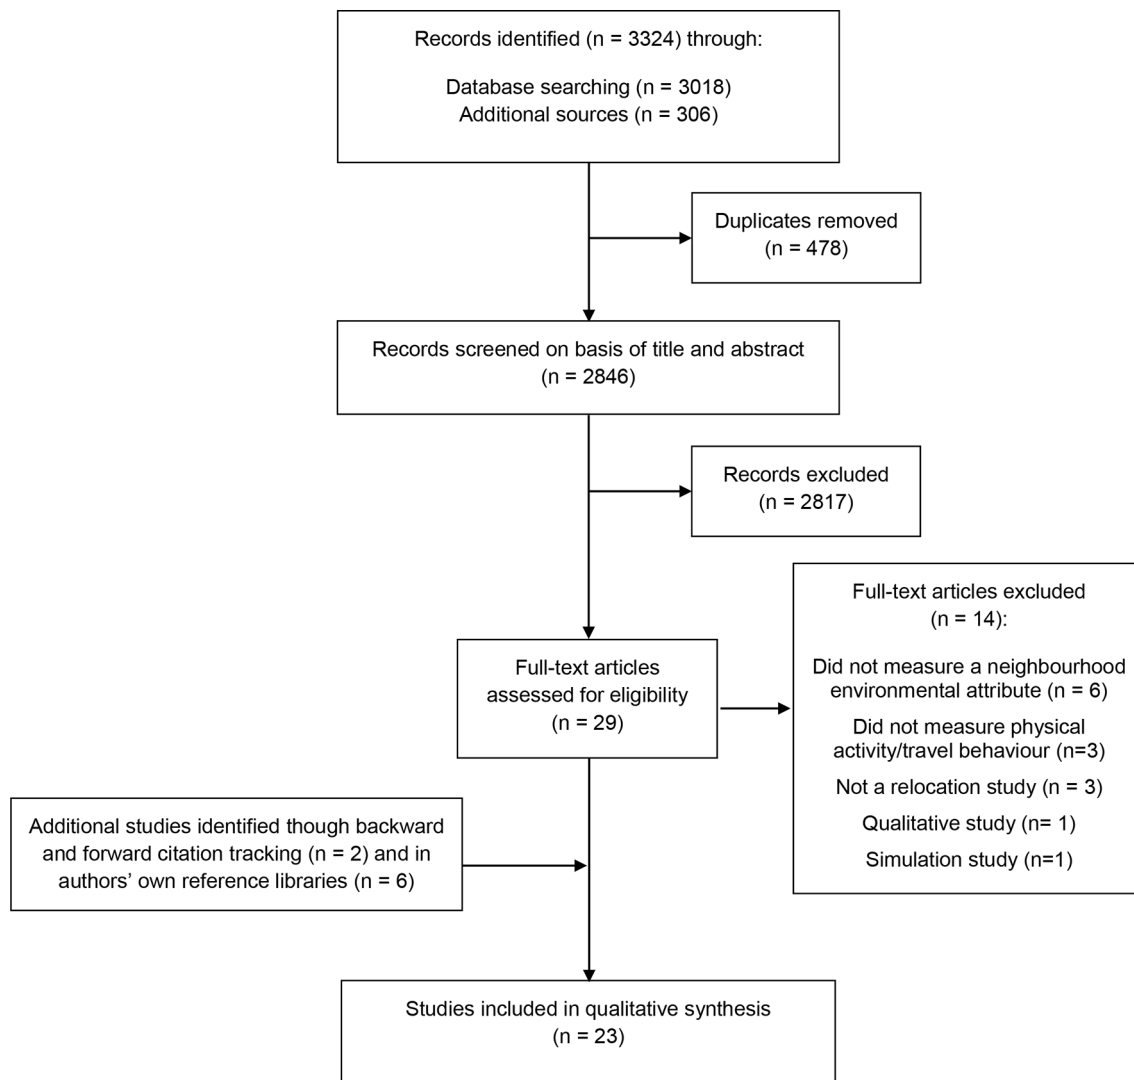 Records identified (n = 3324) through:
Database searching (n = 3018)
Additional sources (n = 306)
Duplicates removed
(n = 478)
Records screened on basis of title and abstract
(n = 2846)
Records excluded
(n = 2817)
Full-text articles
assessed for eligibility
(n = 29)
Full-text articles excluded
(n = 14):
Did not measure a neighbourhood
environmental attribute (n = 6)
Did not measure physical
activity/travel behaviour (n=3)
Not a relocation study (n = 3)
Qualitative study (n= 1)
Simulation study (n=1)
Additional studies identified though backward
and forward citation tracking (n = 2) and in
authors’ own reference libraries (n = 6)
Studies included in qualitative synthesis
(n = 23)